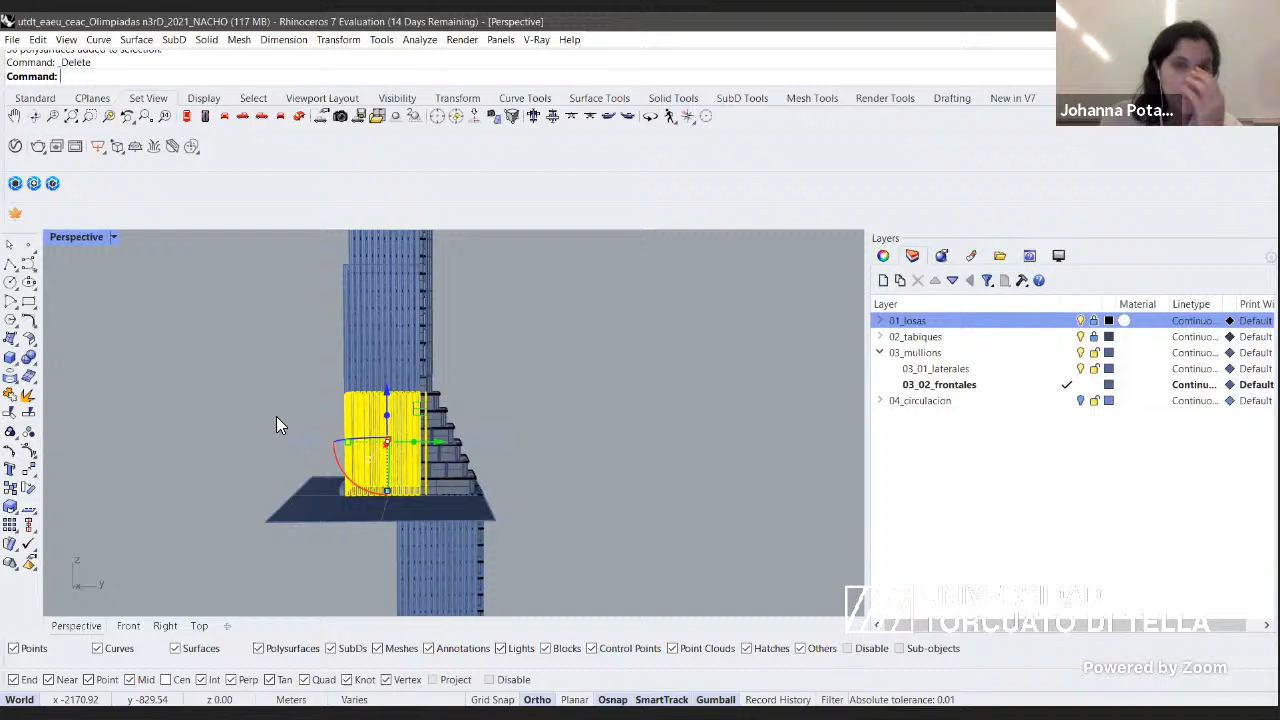 utdt_eaeu_ceac_Olimpiadas n3rD_2021_NACHO (117 MB) - Rhinoceros 7 Evaluation (14 Days Remaining) - [Perspective]
File Edit View Curve Surface SubD Solid Mesh Dimension Transform Tools Analyze Render Panels V-Ray Help
36 polysurfaces added to selection.
Command: _Delete
Command:
Johanna Pota...
Standard CPlanes Set View Display Select Viewport Layout Visibility Transform Curve Tools Surface Tools Solid Tools SubD Tools Mesh Tools Render Tools Drafting New in V7
Perspective
Layers
Layer Material Linetype Print Wi
01_losas Continuo... Default
02_tabiques Continuo... Default
03_mullions Continuo... Default
03_01_laterales Continuo... Default
03_02_frontales Continu... Default
04_circulacion Continuo... Default
z
x y
UNIVERSIDAD
TORCUATO DI TELLA
Perspective Front Right Top
Points Curves Surfaces Polysurfaces SubDs Meshes Annotations Lights Blocks Control Points Point Clouds Hatches Others Disable Sub-objects
Powered by Zoom
End Near Point Mid Cen Int Perp Tan Quad Knot Vertex Project Disable
World x -2170.92 y -829.54 z 0.00 Meters Varies Grid Snap Ortho Planar Osnap SmartTrack Gumball Record History Filter Absolute tolerance: 0.01